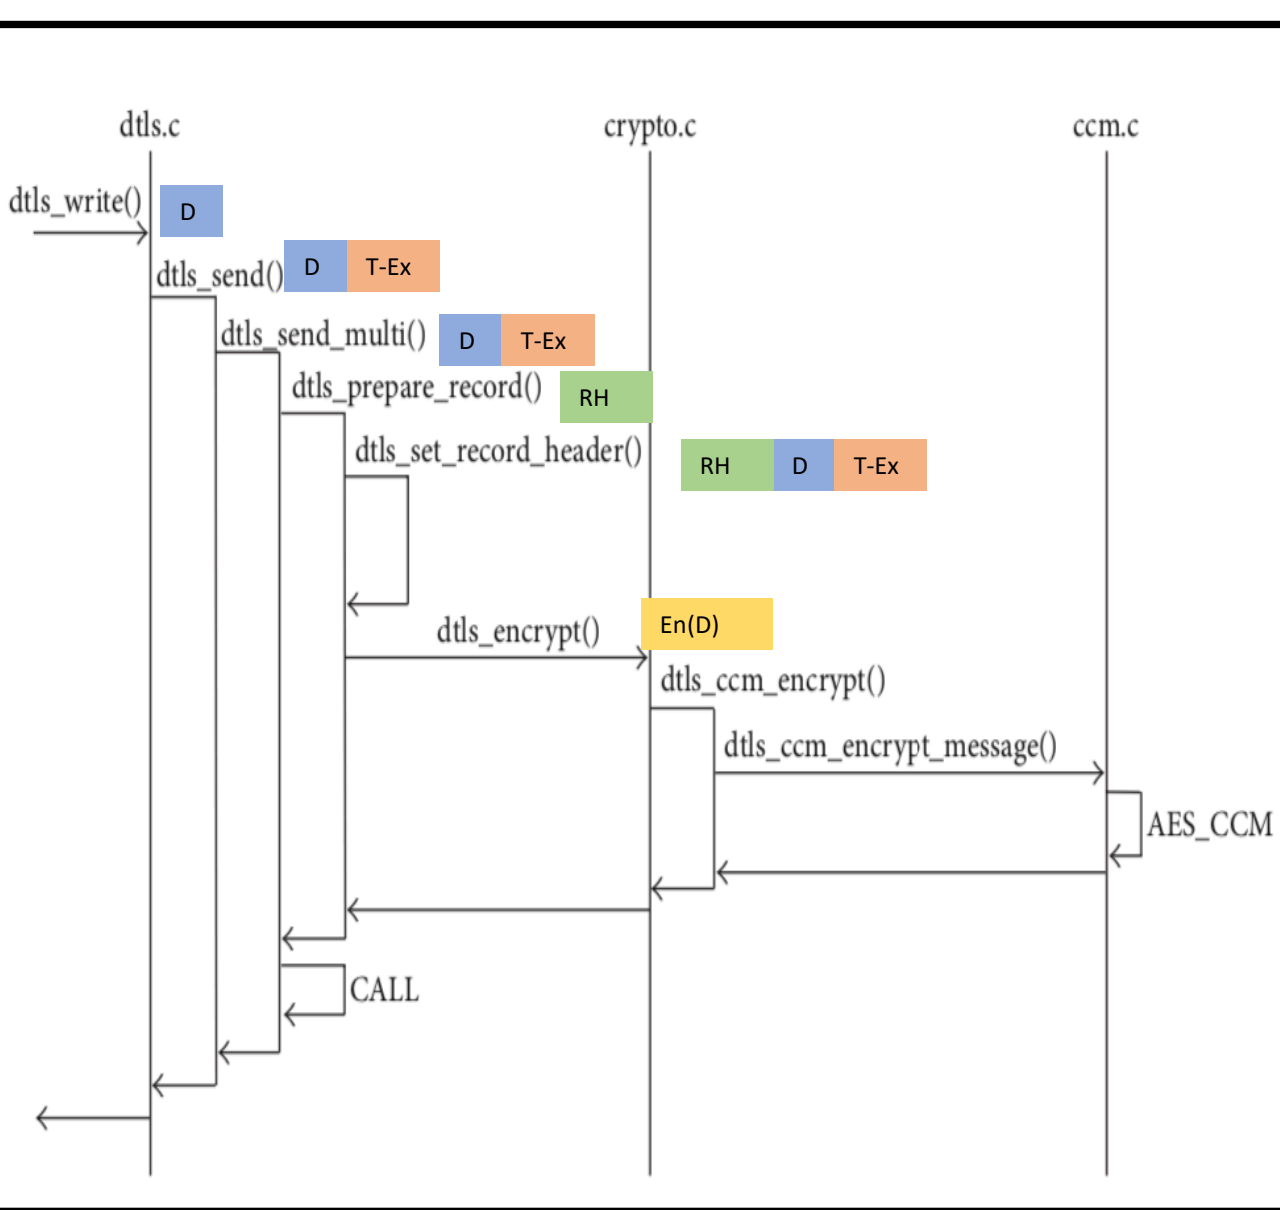 dtls.c
crypto.c
ccm.c
dtls_write()
D
dtls_send()
D T-Ex
dtls_send_multi()
D T-Ex
dtls_prepare_record()
RH
dtls_set_record_header()
RH D T-Ex
dtls_encrypt()
En(D)
dtls_ccm_encrypt()
dtls_ccm_encrypt_message()
AES_CCM
CALL